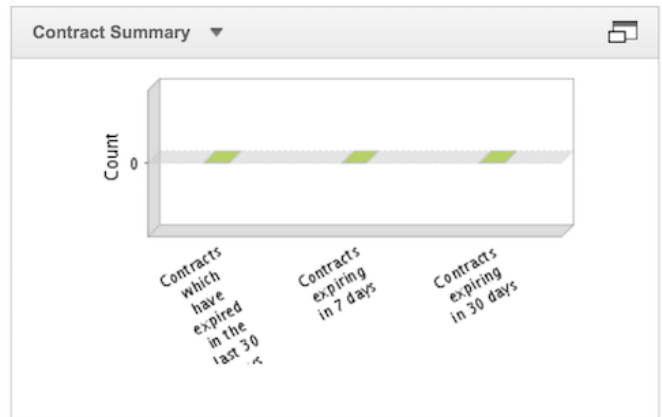 Contract Summary
Count
0
Contracts
which
have
expired
in the
last 30
Contracts
expiring
in 7 days
Contracts
expiring
in 30 days